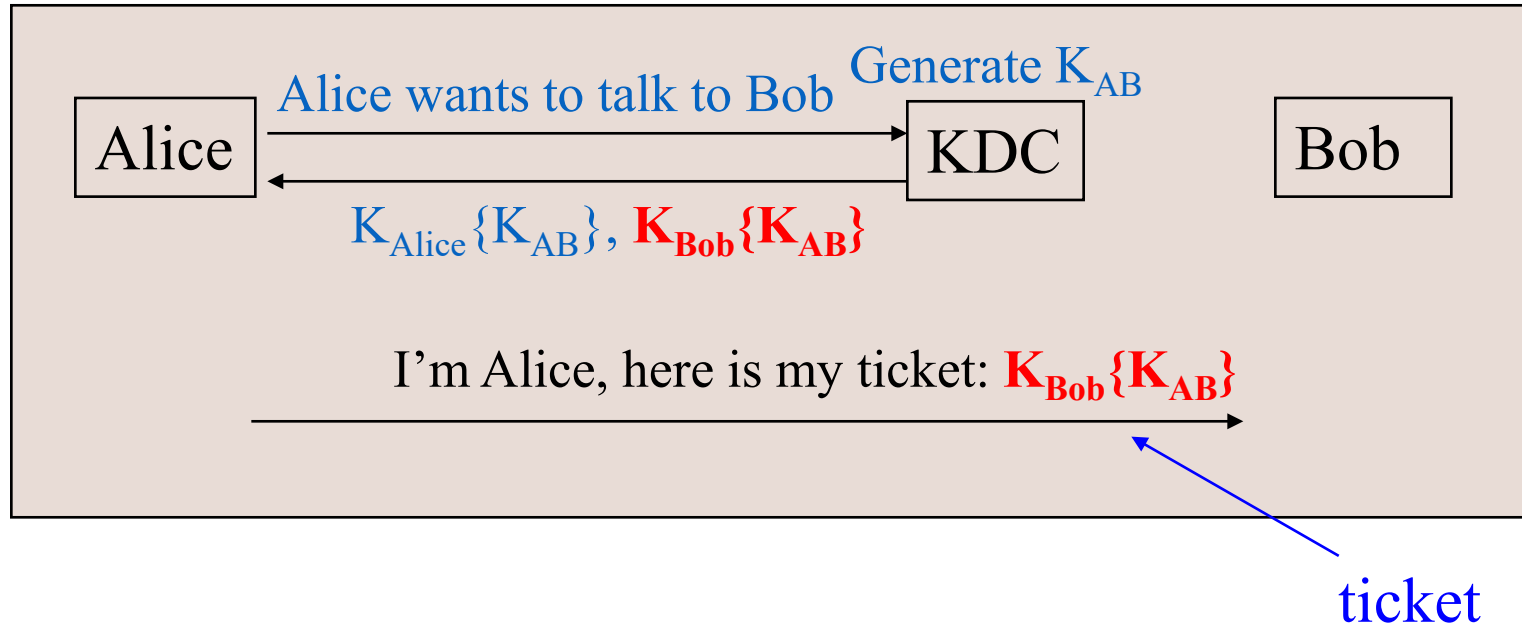 Alice wants to talk to Bob
Generate K_AB
Alice
KDC
Bob
K_Alice{K_AB}, K_Bob{K_AB}
I’m Alice, here is my ticket: K_Bob{K_AB}
ticket